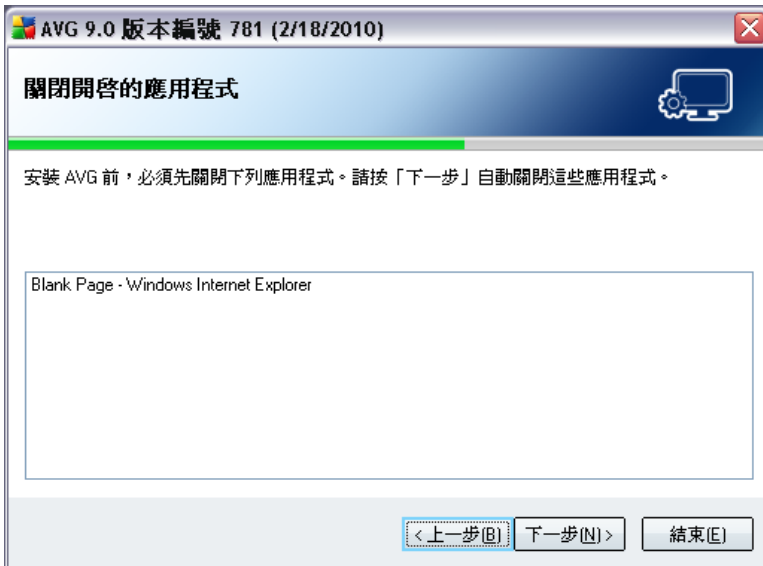 AVG 9.0 版本編號 781 (2/18/2010)
關閉開啓的應用程式
安裝 AVG 前，必須先關閉下列應用程式。請按「下一步」自動關閉這些應用程式。
Blank Page - Windows Internet Explorer
<上一步(B) 下一步(N)> 結束(E)